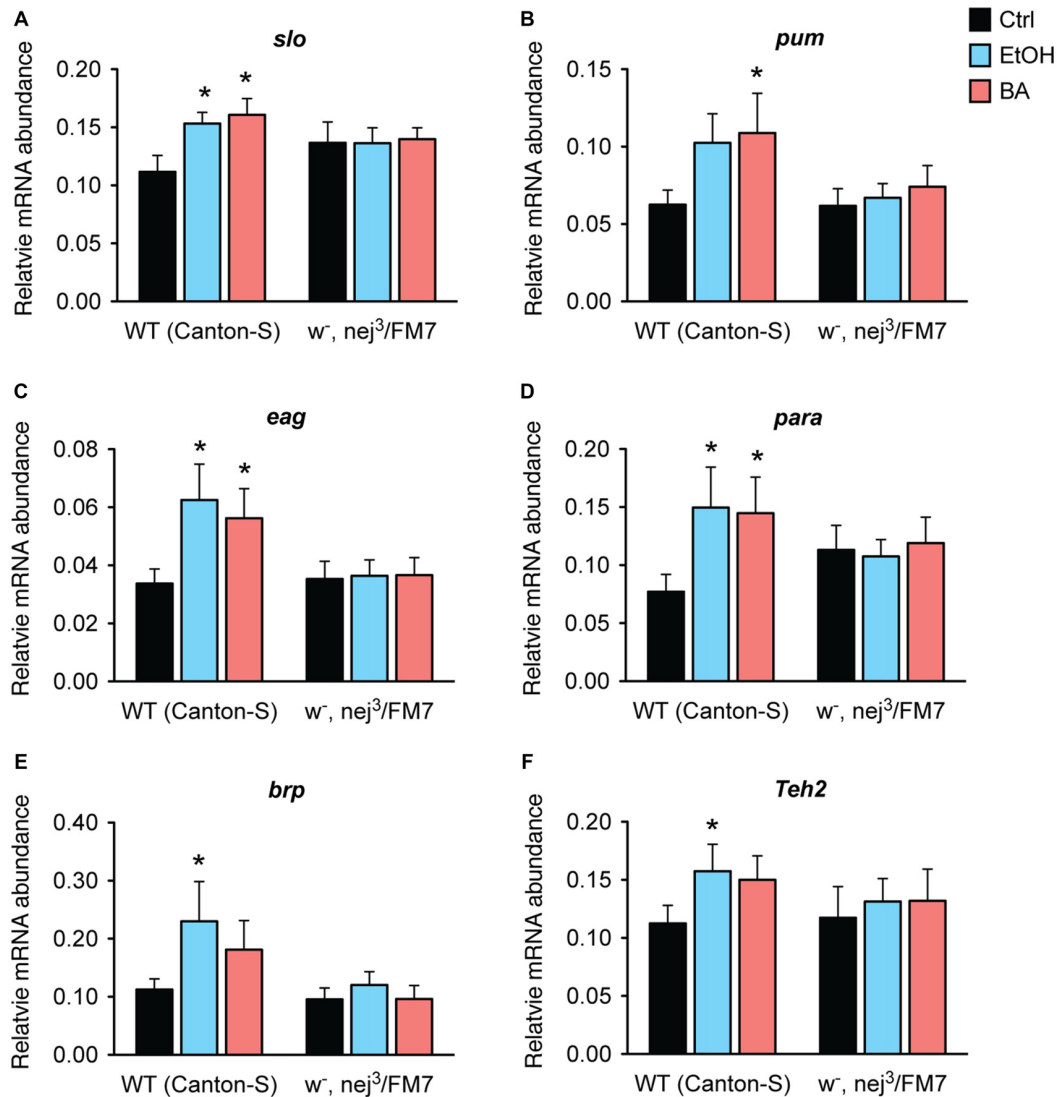 A
slo
Relatvie mRNA abundance
0.20
0.15
0.10
0.05
0.00
* *
WT (Canton-S) w⁻, nej³/FM7
B
pum
Relatvie mRNA abundance
0.15
0.10
0.05
0.00
*
WT (Canton-S) w⁻, nej³/FM7
Ctrl
EtOH
BA
C
eag
Relatvie mRNA abundance
0.08
0.06
0.04
0.02
0.00
* *
WT (Canton-S) w⁻, nej³/FM7
D
para
Relatvie mRNA abundance
0.20
0.15
0.10
0.05
0.00
* *
WT (Canton-S) w⁻, nej³/FM7
E
brp
Relatvie mRNA abundance
0.40
0.30
0.20
0.10
0.00
*
WT (Canton-S) w⁻, nej³/FM7
F
Teh2
Relatvie mRNA abundance
0.20
0.15
0.10
0.05
0.00
*
WT (Canton-S) w⁻, nej³/FM7